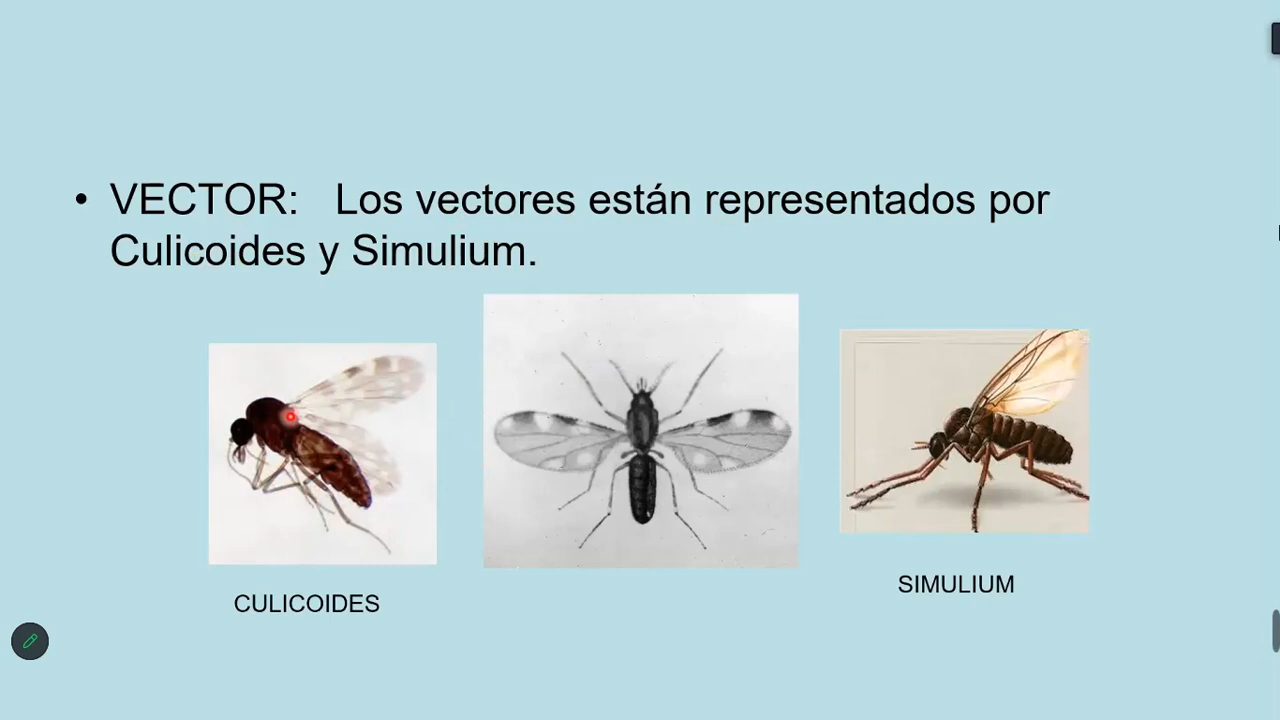 • VECTOR: Los vectores están representados por
Culicoides y Simulium.
CULICOIDES
SIMULIUM